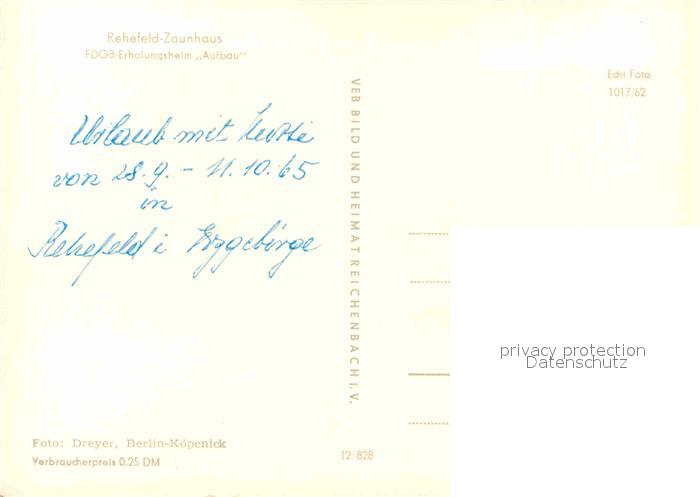 Rehefeld-Zaunhaus
FDGB-Erholungsheim „Aufbau"
Echt Foto
1017/62
Urlaub mit
von 28.9. – 11.10.65
in
Rehefeld i Erzgebirge
VEB BILD UND HEIMAT REICHENBACH I. V.
privacy protection
Datenschutz
Foto: Dreyer, Berlin-Köpenick
Verbraucherpreis 0.25 DM
12 828